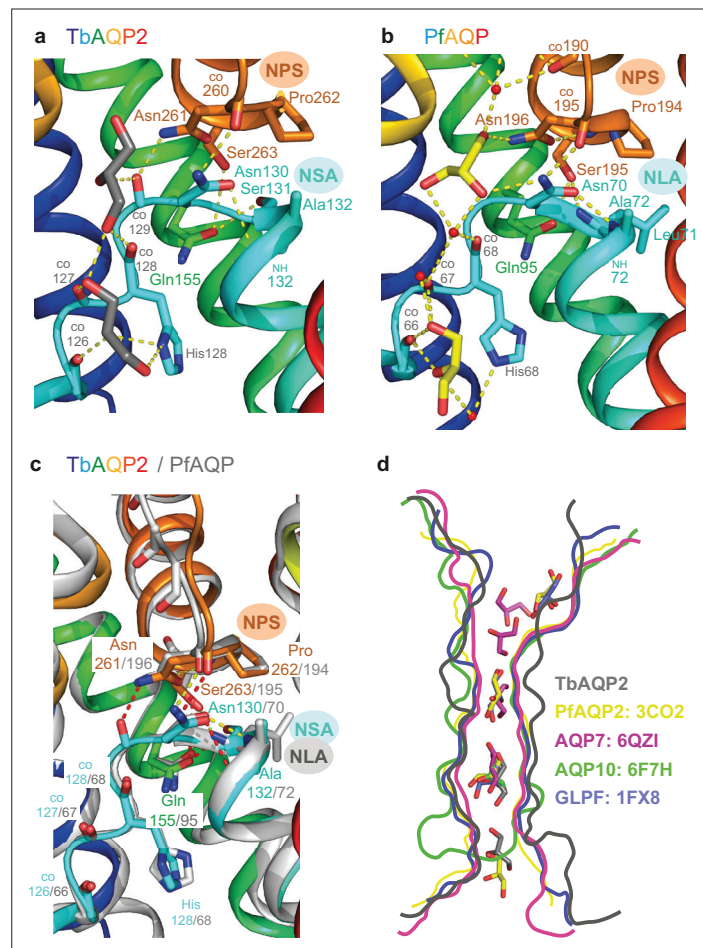 a TbAQP2
co
260
NPS
Pro262
Asn261
Ser263
Asn130
NSA
Ser131
Ala132
co
129
co
128
co
127
Gln155
NH
132
co
126
His128
b PfAQP
co190
NPS
co
195
Pro194
Asn196
Ser195
Asn70
NLA
Ala72
Leu71
co
68
co
67
Gln95
NH
72
co
66
His68
c TbAQP2 / PfAQP
NPS
Asn
261/196
Pro
262/194
Ser263/195
Asn130/70
NSA
NLA
co
128/68
Ala
132/72
co
127/67
Gln
155/95
co
126/66
His
128/68
d
TbAQP2
PfAQP2: 3CO2
AQP7: 6QZI
AQP10: 6F7H
GLPF: 1FX8